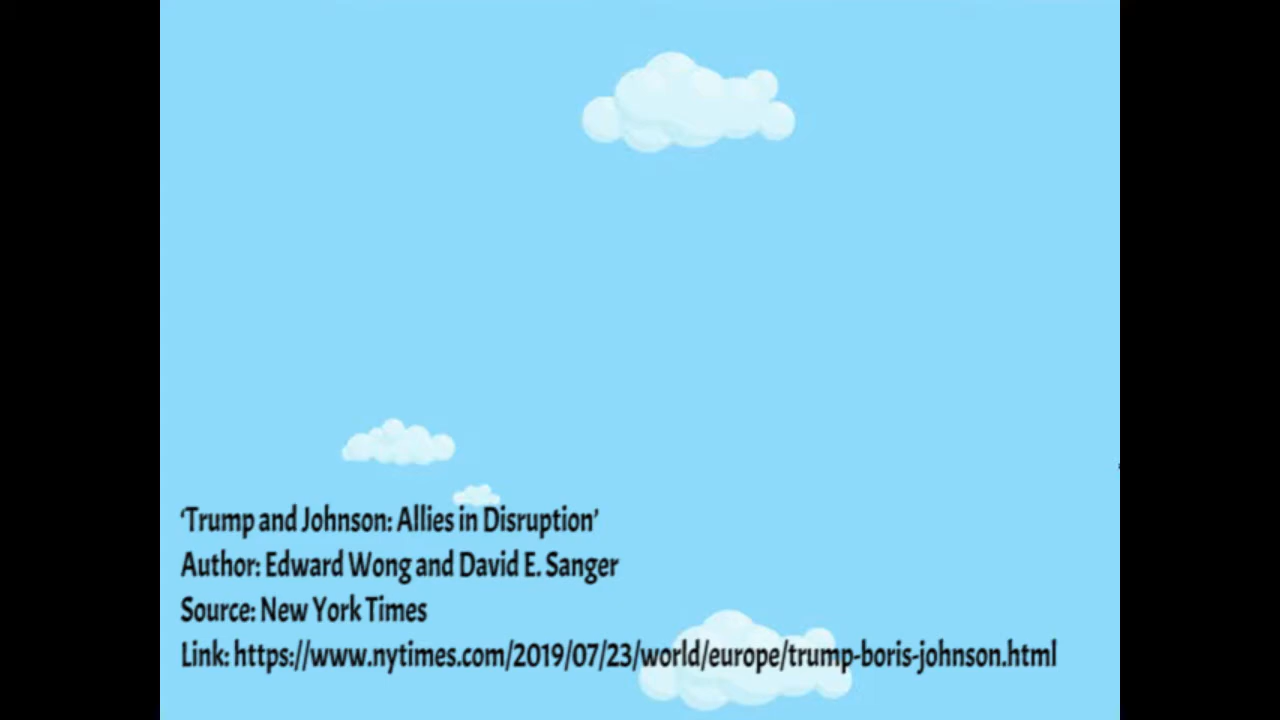 ‘Trump and Johnson: Allies in Disruption’
Author: Edward Wong and David E. Sanger
Source: New York Times
Link: https://www.nytimes.com/2019/07/23/world/europe/trump-boris-johnson.html